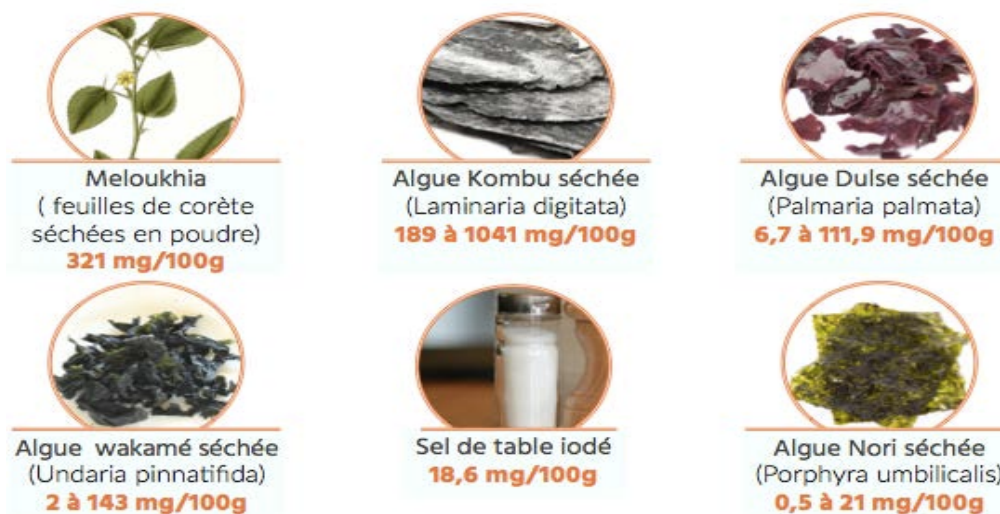 Meloukhia
( feuilles de corète
séchées en poudre)
321 mg/100g
Algue Kombu séchée
(Laminaria digitata)
189 à 1041 mg/100g
Algue Dulse séchée
(Palmaria palmata)
6,7 à 111,9 mg/100g
Algue wakamé séchée
(Undaria pinnatifida)
2 à 143 mg/100g
Sel de table iodé
18,6 mg/100g
Algue Nori séchée
(Porphyra umbilicalis)
0,5 à 21 mg/100g